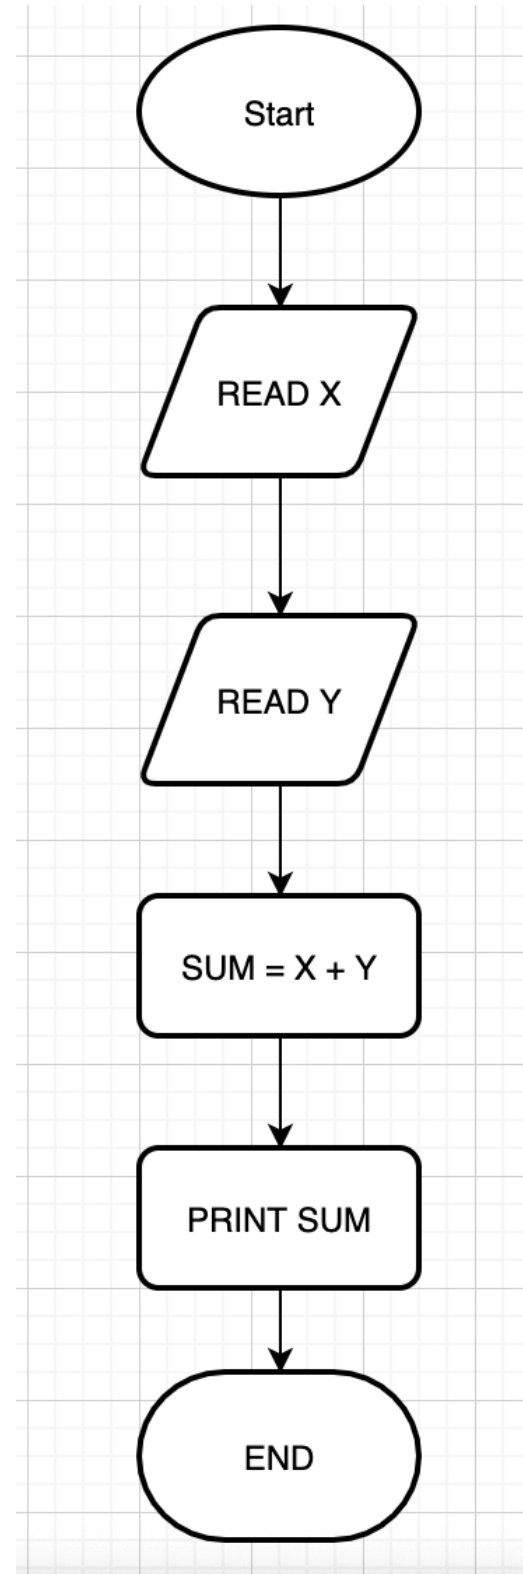 Start
READ X
READ Y
SUM = X + Y
PRINT SUM
END